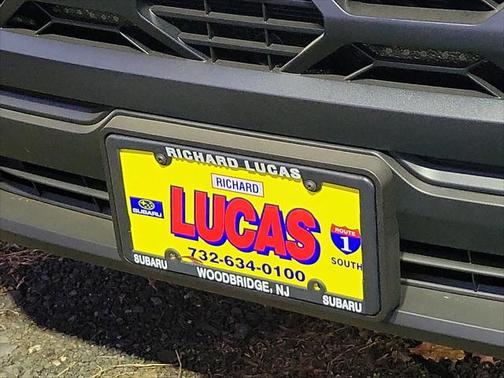 RICHARD LUCAS
RICHARD
LUCAS
SUBARU
ROUTE
1
SOUTH
732-634-0100
SUBARU
WOODBRIDGE, NJ
SUBARU